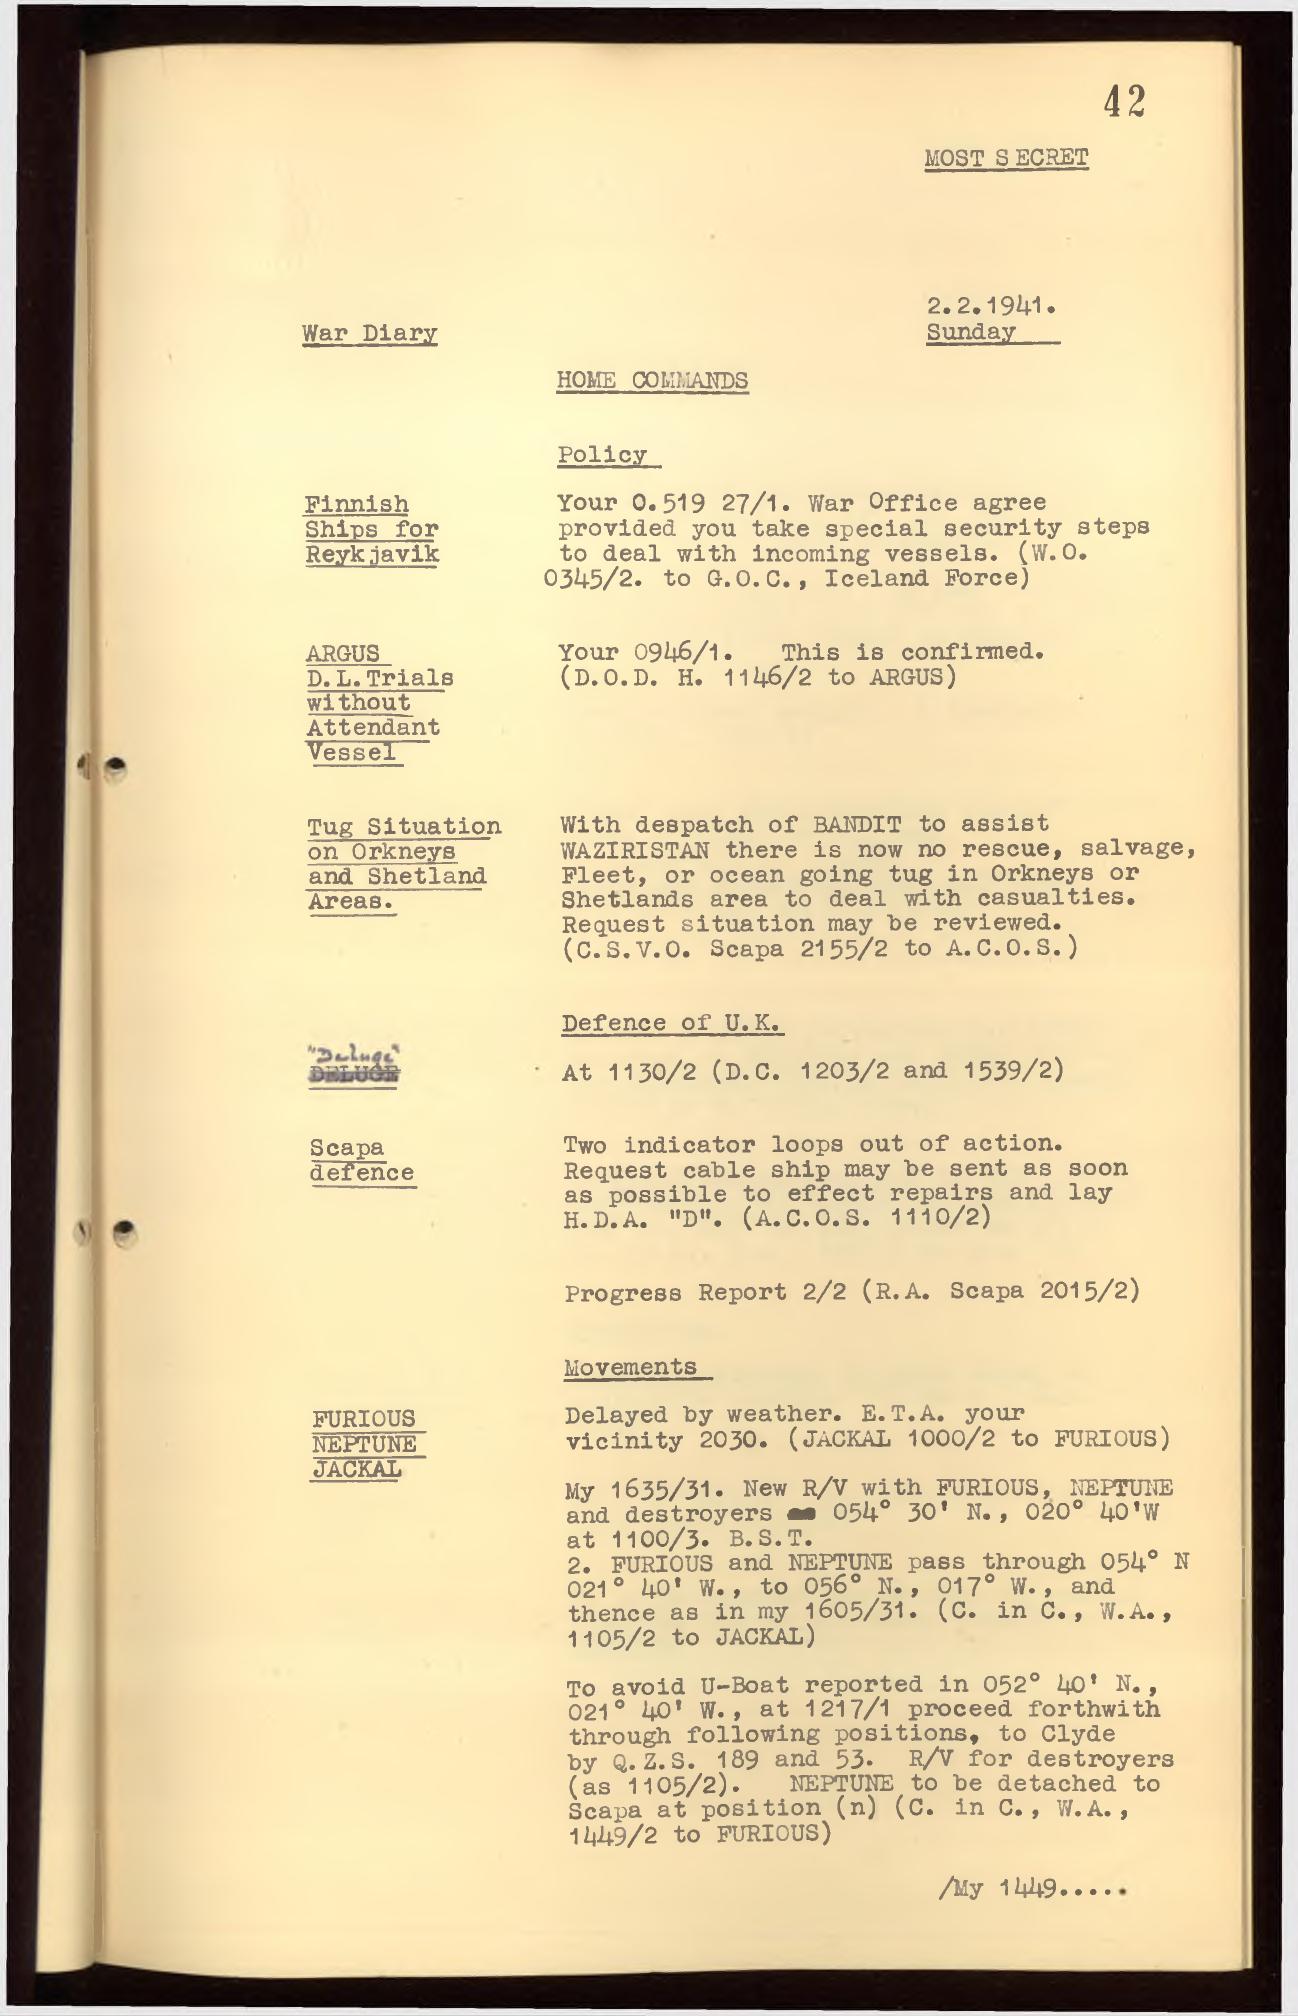 42
MOST SECRET
2.2.1941.
War Diary
Sunday
HOME COMMANDS
Policy
Finnish
Ships for
Reykjavik
Your 0.519 27/1. War Office agree
provided you take special security steps
to deal with incoming vessels. (W.O.
0345/2. to G.O.C., Iceland Force)
ARGUS
D.L.Trials
without
Attendant
Vessel
Your 0946/1. This is confirmed.
(D.O.D. H. 1146/2 to ARGUS)
Tug Situation
on Orkneys
and Shetland
Areas.
With despatch of BANDIT to assist
WAZIRISTAN there is now no rescue, salvage,
Fleet, or ocean going tug in Orkneys or
Shetlands area to deal with casualties.
Request situation may be reviewed.
(C.S.V.O. Scapa 2155/2 to A.C.O.S.)
Defence of U.K.
"Deluge"
DELUGE
At 1130/2 (D.C. 1203/2 and 1539/2)
Scapa
defence
Two indicator loops out of action.
Request cable ship may be sent as soon
as possible to effect repairs and lay
H.D.A. "D". (A.C.O.S. 1110/2)
Progress Report 2/2 (R.A. Scapa 2015/2)
Movements
FURIOUS
NEPTUNE
JACKAL
Delayed by weather. E.T.A. your
vicinity 2030. (JACKAL 1000/2 to FURIOUS)
My 1635/31. New R/V with FURIOUS, NEPTUNE
and destroyers 054° 30' N., 020° 40'W
at 1100/3. B.S.T.
2. FURIOUS and NEPTUNE pass through 054° N
021° 40' W., to 056° N., 017° W., and
thence as in my 1605/31. (C. in C., W.A.,
1105/2 to JACKAL)
To avoid U-Boat reported in 052° 40' N.,
021° 40' W., at 1217/1 proceed forthwith
through following positions, to Clyde
by Q.Z.S. 189 and 53. R/V for destroyers
(as 1105/2). NEPTUNE to be detached to
Scapa at position (n) (C. in C., W.A.,
1449/2 to FURIOUS)
/My 1449.....